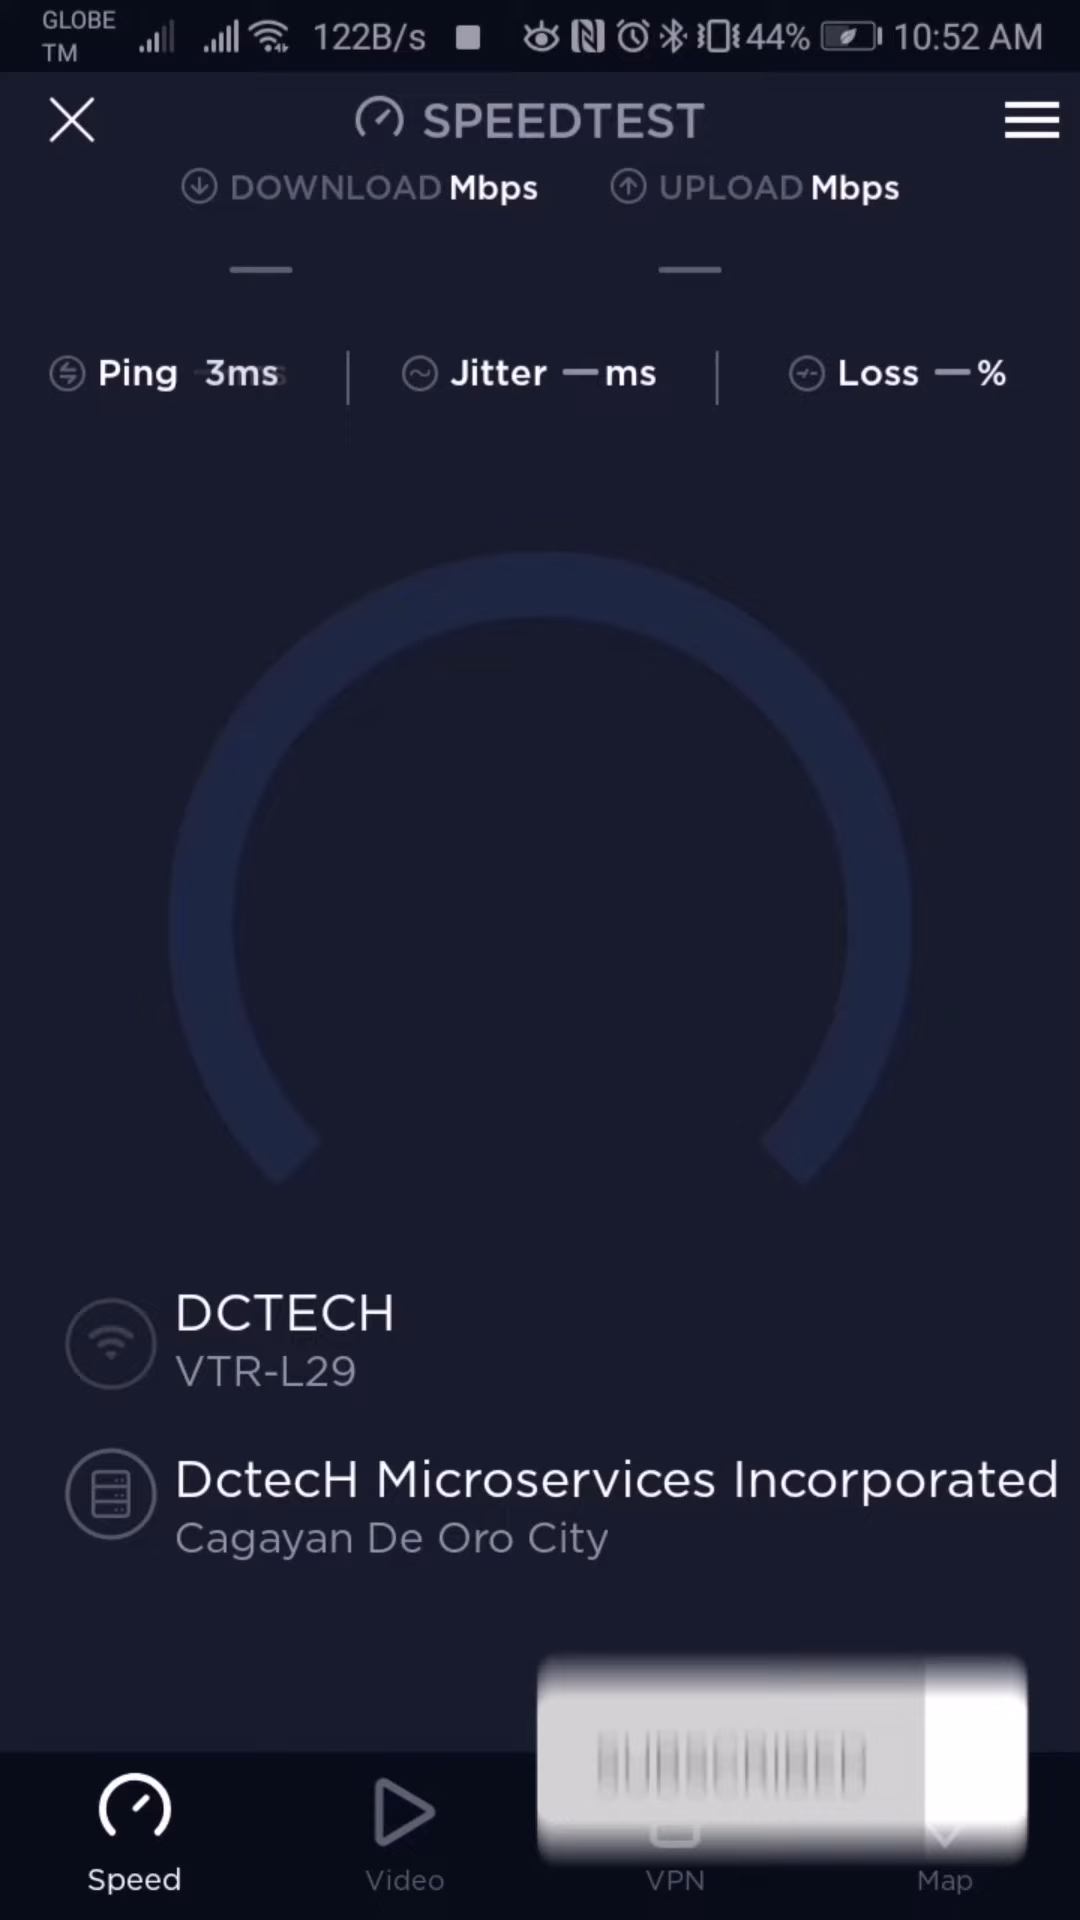 GLOBE
TM
122B/s
44%
10:52 AM
SPEEDTEST
DOWNLOAD Mbps
UPLOAD Mbps
Ping 3ms
Jitter — ms
Loss — %
DCTECH
VTR-L29
DctecH Microservices Incorporated
Cagayan De Oro City
Speed
Video
VPN
Map